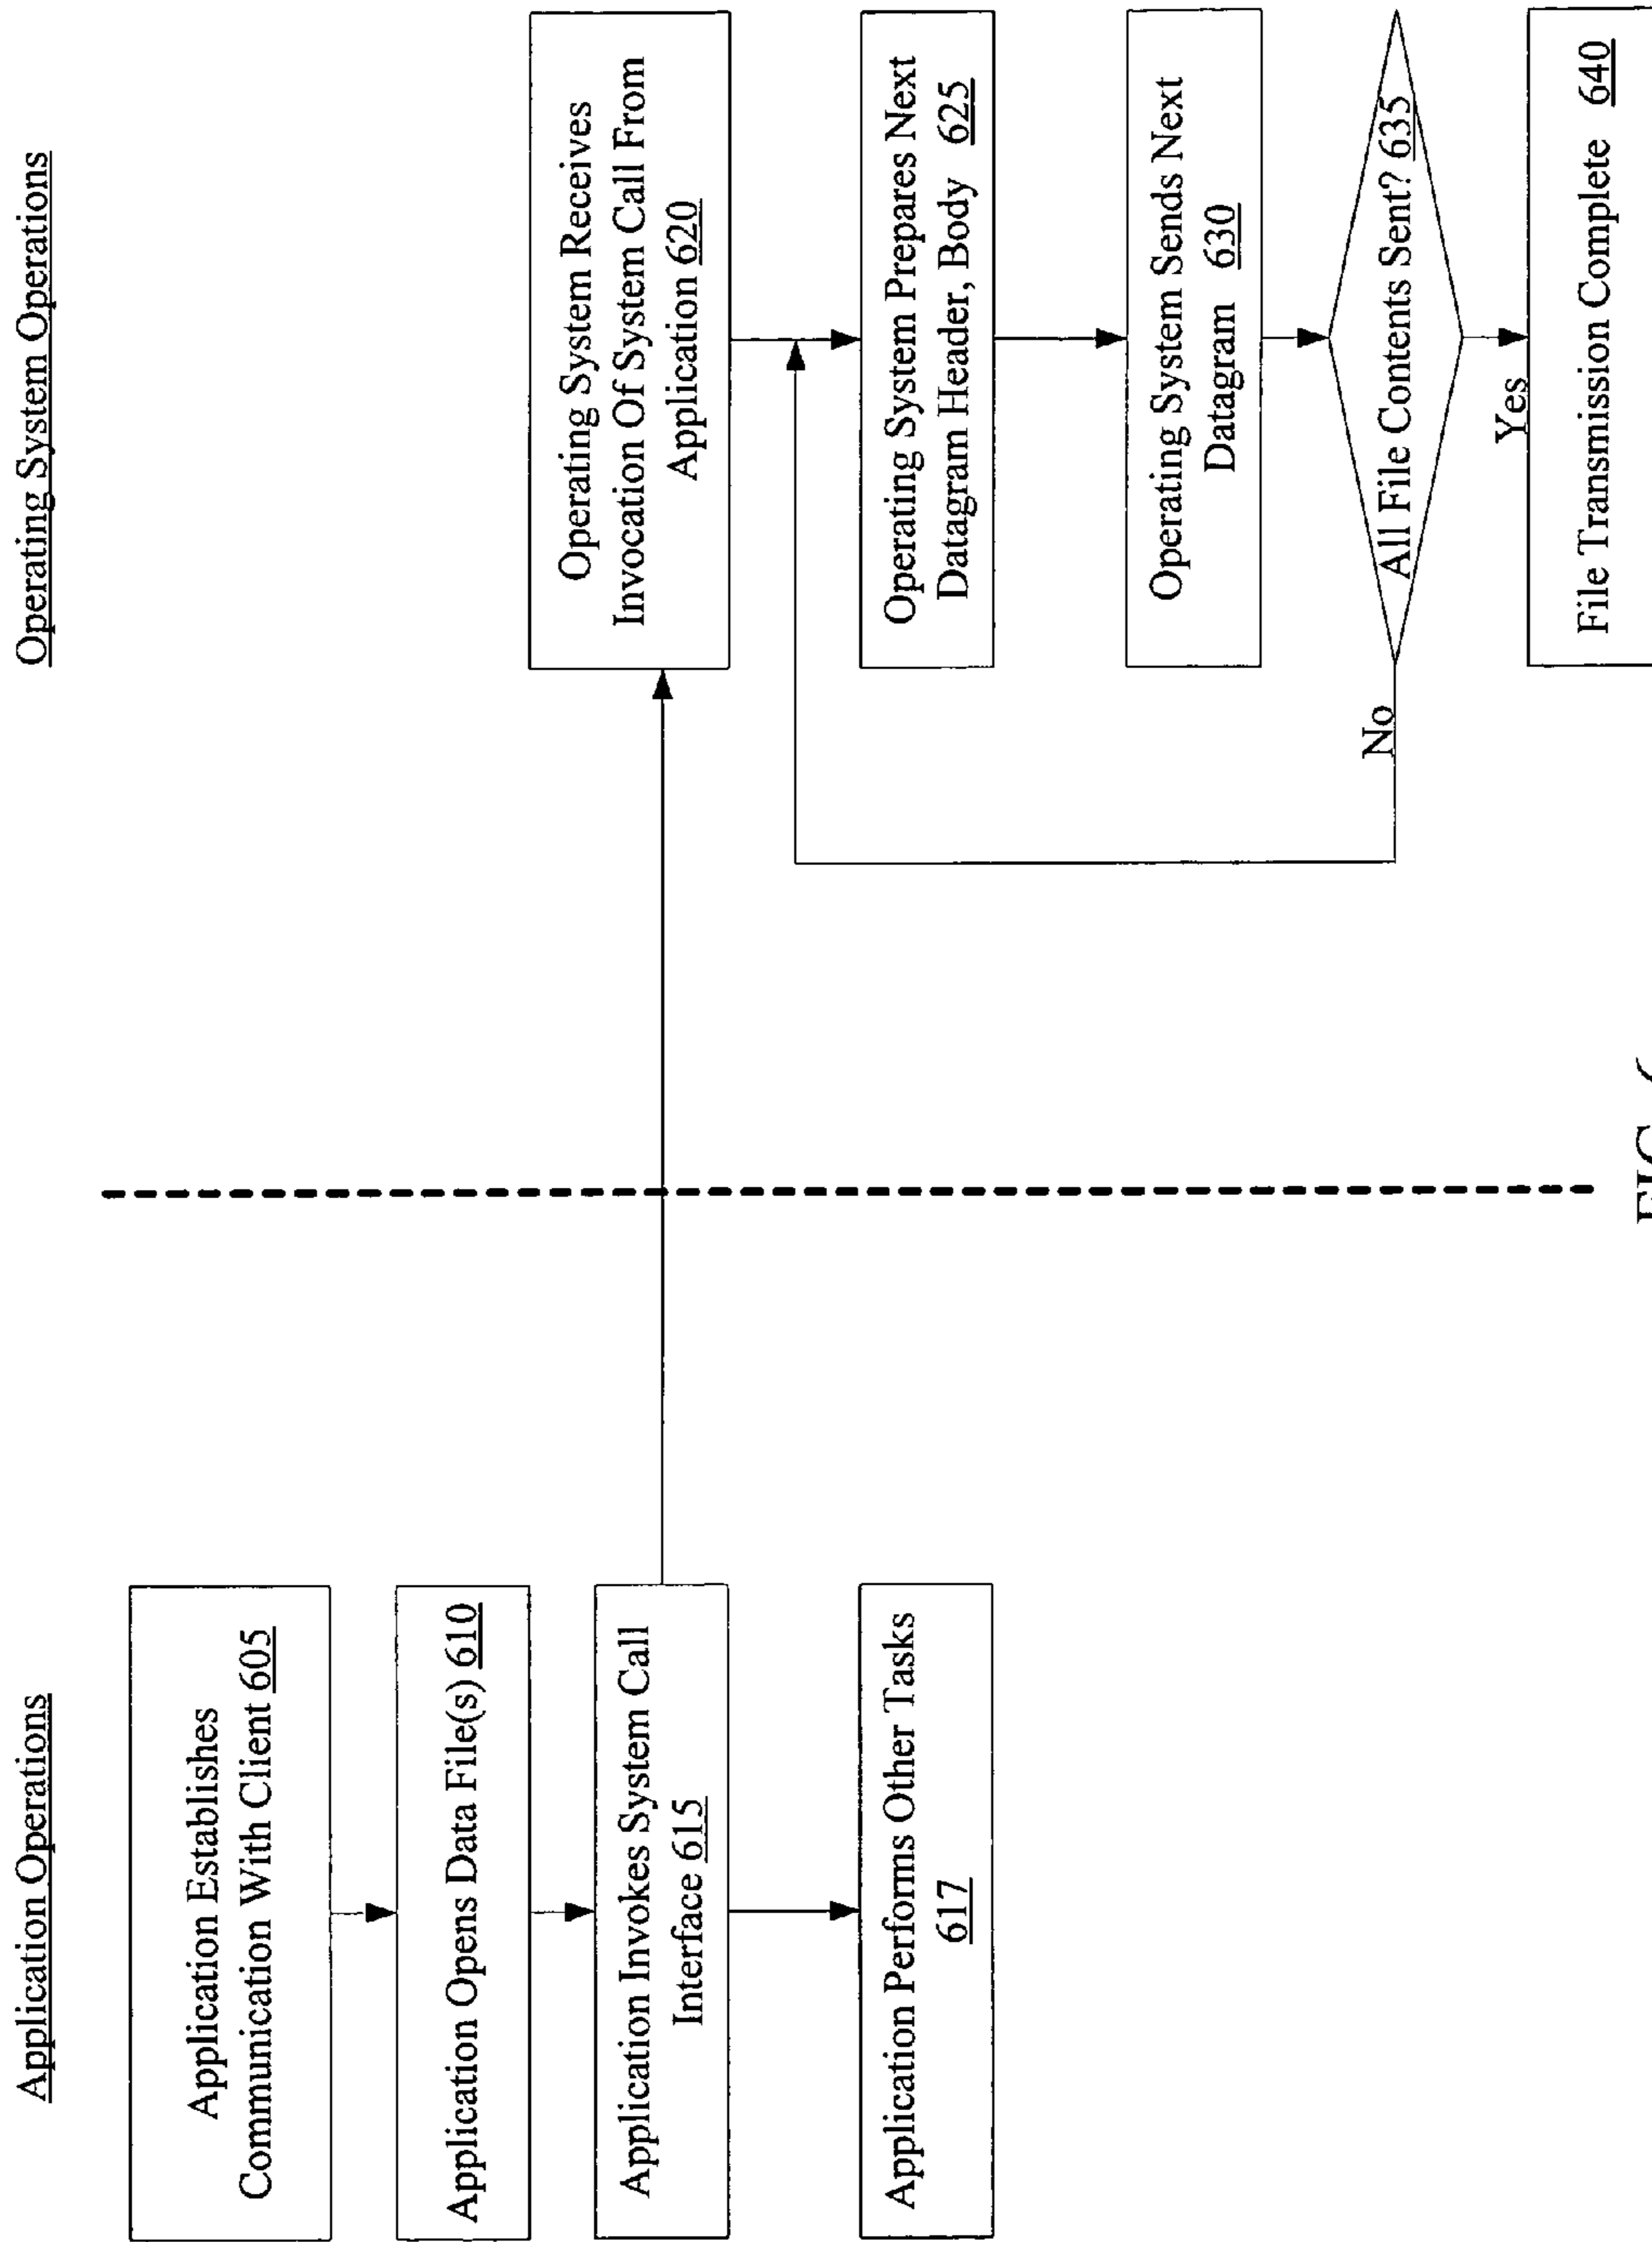 Application Operations
Application Establishes
Communication With Client 605
Application Opens Data File(s) 610
Application Invokes System Call
Interface 615
Application Performs Other Tasks
617
Operating System Operations
Operating System Receives
Invocation Of System Call From
Application 620
Operating System Prepares Next
Datagram Header, Body 625
Operating System Sends Next
Datagram 630
All File Contents Sent? 635
No
Yes
File Transmission Complete 640